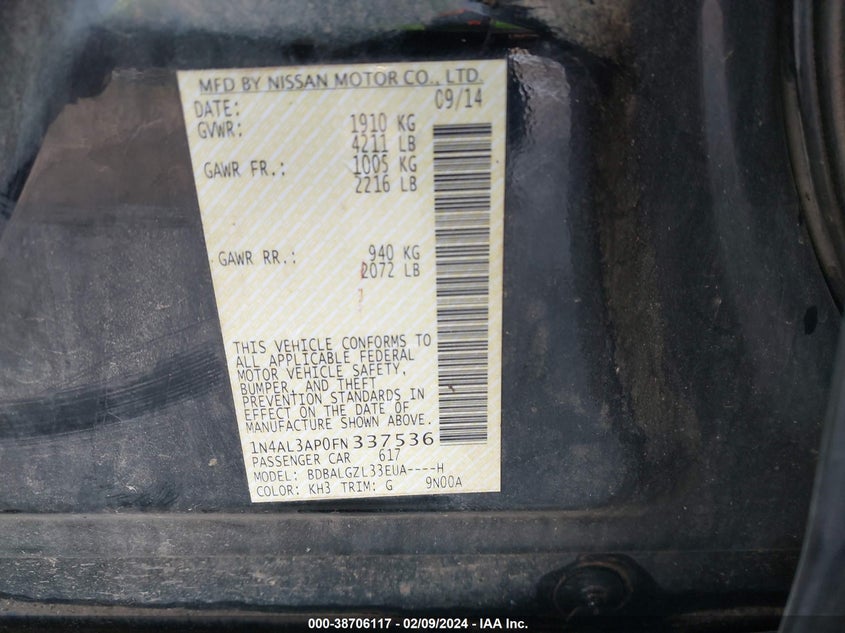 MFD BY NISSAN MOTOR CO., LTD.
DATE: 09/14
GVWR: 1910 KG
4211 LB
GAWR FR.: 1005 KG
2216 LB
GAWR RR.: 940 KG
2072 LB
THIS VEHICLE CONFORMS TO
ALL APPLICABLE FEDERAL
MOTOR VEHICLE SAFETY,
BUMPER, AND THEFT
PREVENTION STANDARDS IN
EFFECT ON THE DATE OF
MANUFACTURE SHOWN ABOVE.
1N4AL3AP0FN337536
PASSENGER CAR 617
MODEL: BDBALGZL33EUA----H
COLOR: KH3 TRIM: G 9N00A
000-38706117 - 02/09/2024 - IAA Inc.